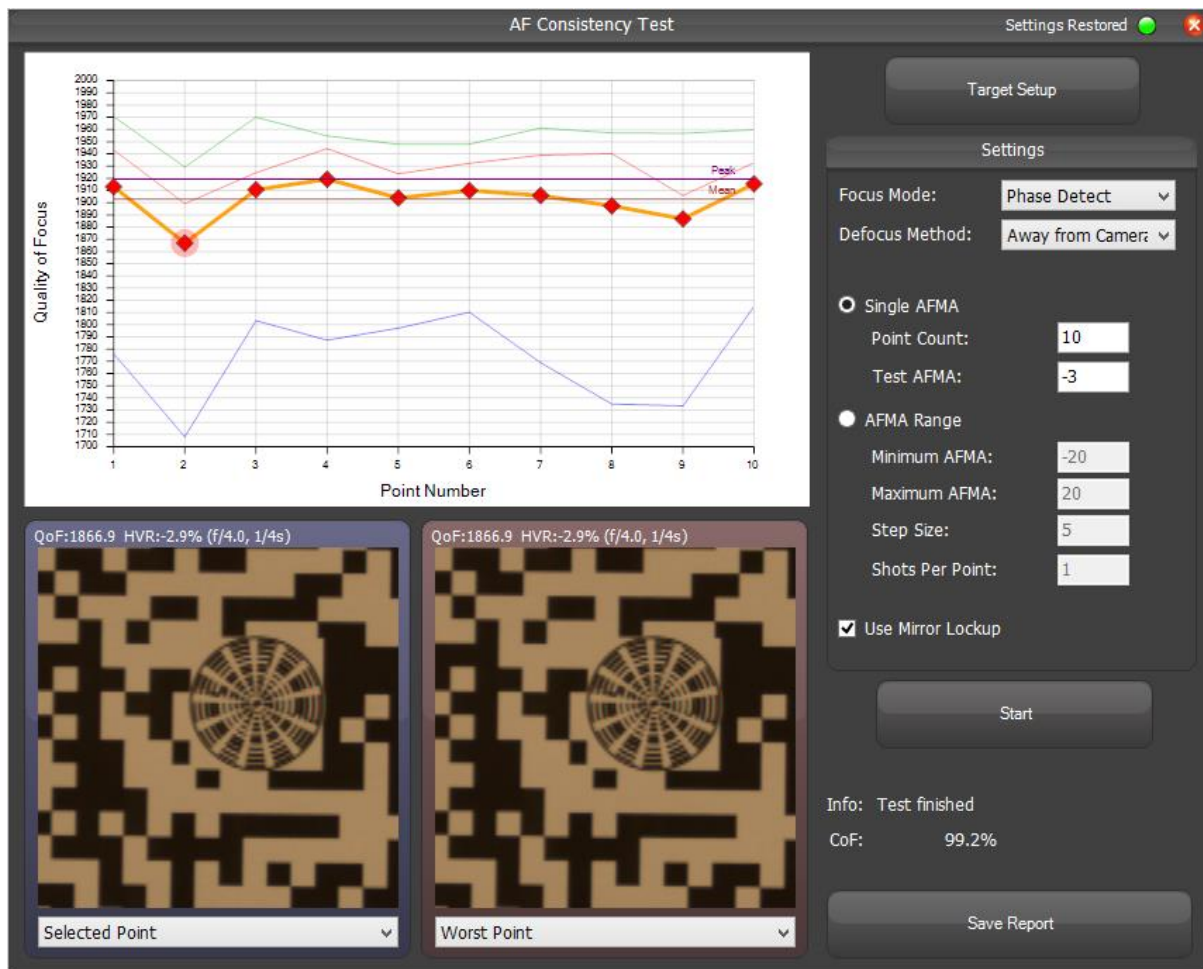 AF Consistency Test
Settings Restored
2000
1990
1980
1970
1960
1950
1940
1930
1920
1910
1900
1890
1880
1870
1860
1850
1840
1830
1820
1810
1800
1790
1780
1770
1760
1750
1740
1730
1720
1710
1700
Quality of Focus
Peak
Mean
1 2 3 4 5 6 7 8 9 10
Point Number
Target Setup
Settings
Focus Mode: Phase Detect
Defocus Method: Away from Camera
Single AFMA
Point Count: 10
Test AFMA: -3
AFMA Range
Minimum AFMA: -20
Maximum AFMA: 20
Step Size: 5
Shots Per Point: 1
Use Mirror Lockup
Start
Info: Test finished
CoF: 99.2%
Save Report
QoF:1866.9 HVR:-2.9% (f/4.0, 1/4s)
Selected Point
QoF:1866.9 HVR:-2.9% (f/4.0, 1/4s)
Worst Point